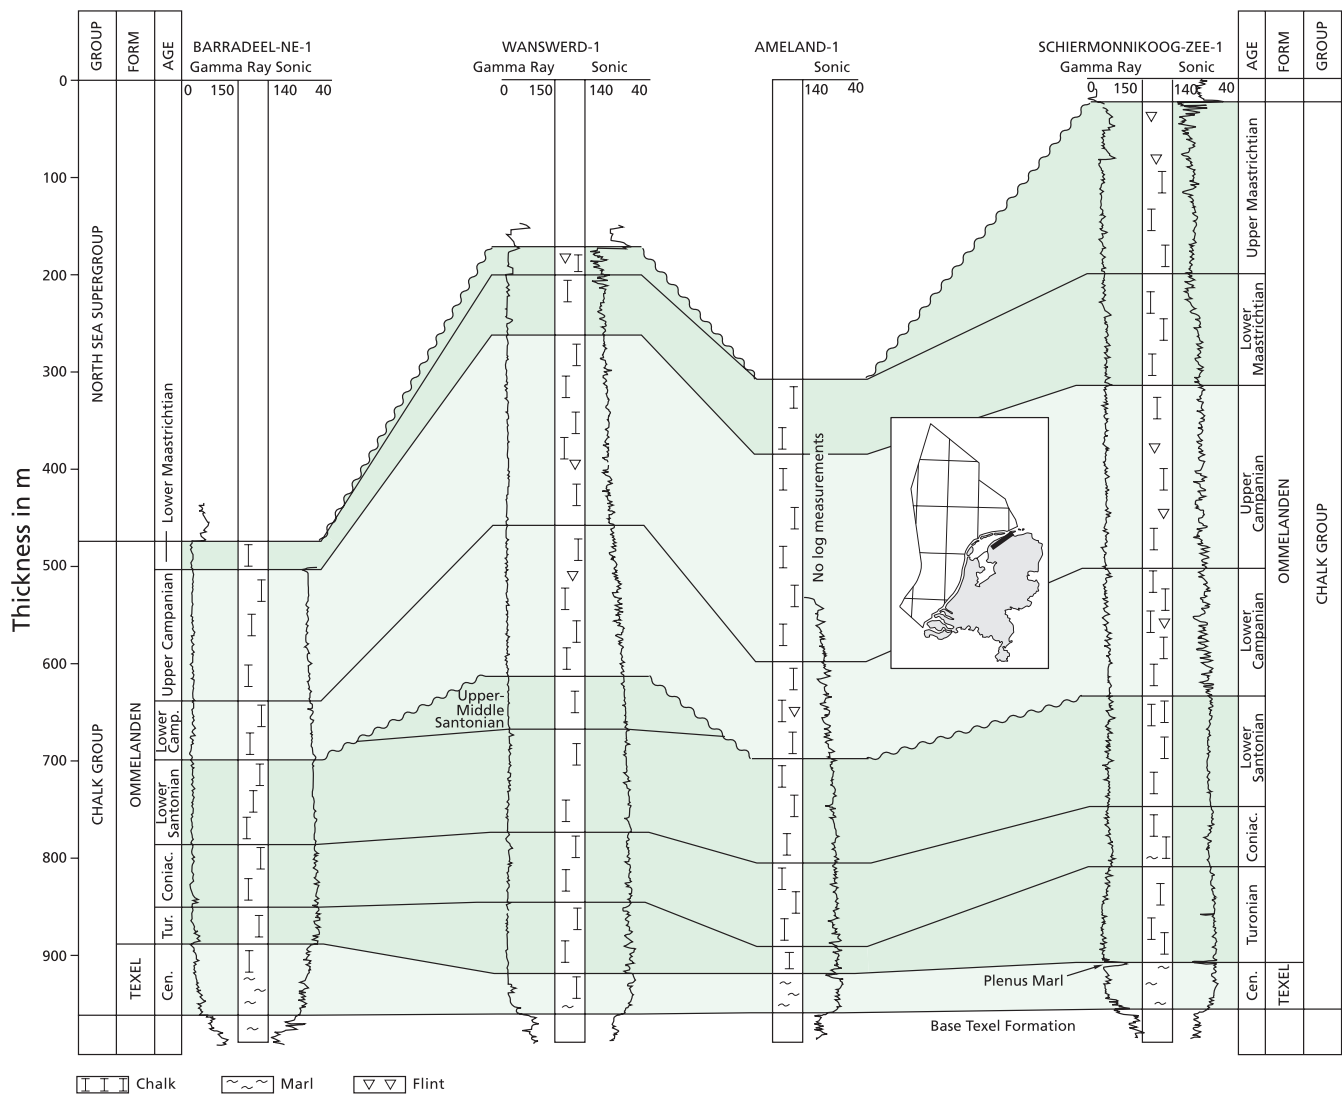 GROUP
FORM
AGE
BARRADEEL-NE-1
Gamma Ray Sonic
0 150 140 40
WANSWERD-1
Gamma Ray Sonic
0 150 140 40
AMELAND-1
Sonic
140 40
SCHIERMONNIKOOG-ZEE-1
Gamma Ray Sonic
0 150 140 40
AGE
FORM
GROUP
Thickness in m
0
100
200
300
400
500
600
700
800
900
NORTH SEA SUPERGROUP
CHALK GROUP
OMMELANDEN
TEXEL
Lower Maastrichtian
Upper Campanian
Lower
Camp.
Lower
Santonian
Coniac.
Tur.
Cen.
Upper-
Middle
Santonian
No log measurements
Plenus Marl
Base Texel Formation
Upper Maastrichtian
Lower
Maastrichtian
Upper
Campanian
Lower
Campanian
Lower
Santonian
Coniac.
Turonian
Cen.
OMMELANDEN
TEXEL
CHALK GROUP
Chalk
Marl
Flint